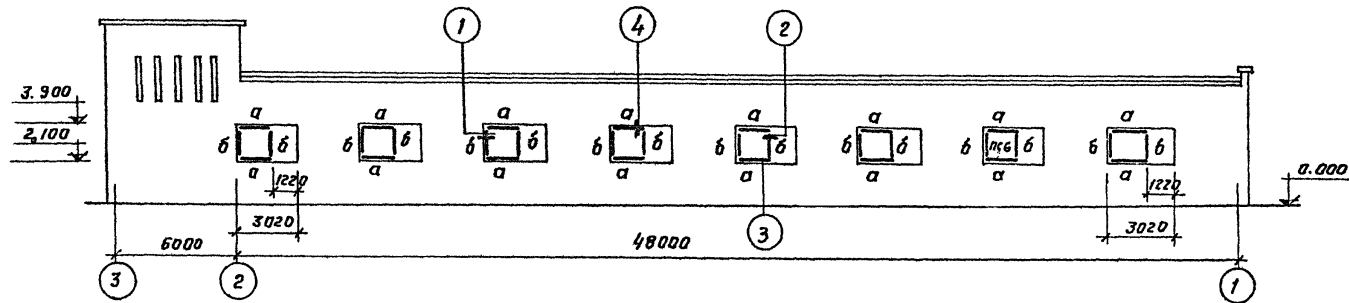 1 4 2
3.900
2,100
а а а а а а а а
б б б б б б б б б б б б б пс6 б б б
а а а а а а а а
0.000
1220 1220
3020 3 3020
6000 48000
3 2 1